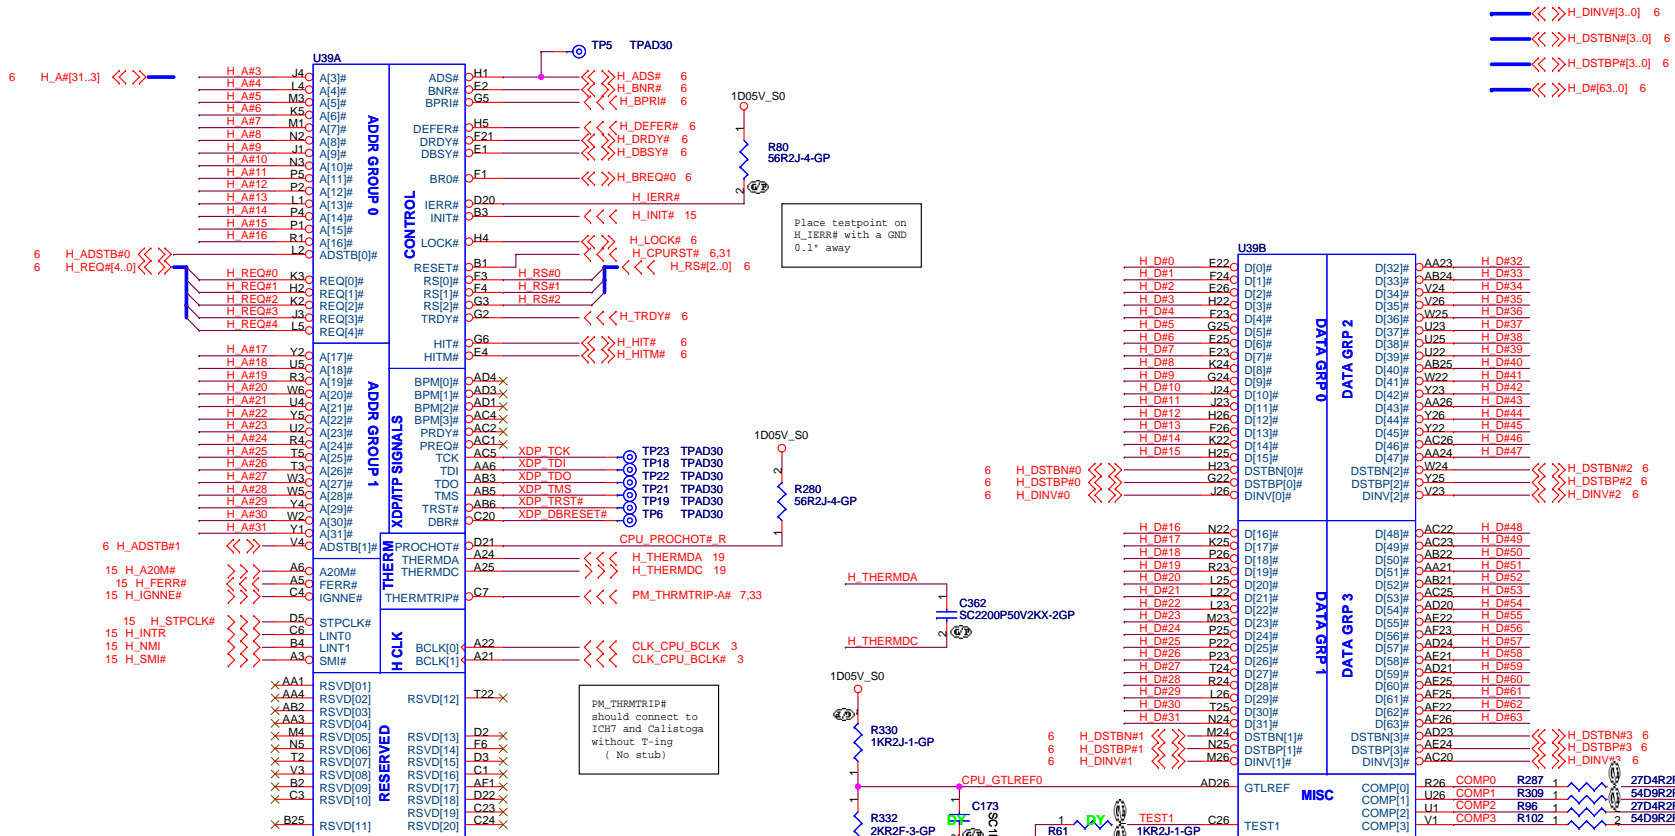 TP5 TPAD30
H_DINV#[3..0] 6
H_DSTBN#[3..0] 6
H_DSTBP#[3..0] 6
H_D#[63..0] 6
U39A
6 H_A#[31..3]
H_A#3 J4 A[3]#
H_A#4 L4 A[4]#
H_A#5 M3 A[5]#
H_A#6 K5 A[6]#
H_A#7 M1 A[7]#
H_A#8 N2 A[8]#
H_A#9 J1 A[9]#
H_A#10 N3 A[10]#
H_A#11 P5 A[11]#
H_A#12 P2 A[12]#
H_A#13 L1 A[13]#
H_A#14 P4 A[14]#
H_A#15 P1 A[15]#
H_A#16 R1 A[16]#
6 H_ADSTB#0 L2 ADSTB[0]#
6 H_REQ#[4..0]
H_REQ#0 K3 REQ[0]#
H_REQ#1 H2 REQ[1]#
H_REQ#2 K2 REQ[2]#
H_REQ#3 J3 REQ[3]#
H_REQ#4 L5 REQ[4]#
ADDR GROUP 0
H_A#17 Y2 A[17]#
H_A#18 U5 A[18]#
H_A#19 R3 A[19]#
H_A#20 W6 A[20]#
H_A#21 U4 A[21]#
H_A#22 Y5 A[22]#
H_A#23 U2 A[23]#
H_A#24 R4 A[24]#
H_A#25 T5 A[25]#
H_A#26 T3 A[26]#
H_A#27 W3 A[27]#
H_A#28 W5 A[28]#
H_A#29 Y4 A[29]#
H_A#30 W2 A[30]#
H_A#31 Y1 A[31]#
6 H_ADSTB#1 V4 ADSTB[1]#
ADDR GROUP 1
15 H_A20M# A6 A20M#
15 H_FERR# A5 FERR#
15 H_IGNNE# C4 IGNNE#
15 H_STPCLK# D5 STPCLK#
15 H_INTR C6 LINT0
15 H_NMI B4 LINT1
15 H_SMI# A3 SMI#
AA1 RSVD[01]
AA4 RSVD[02]
AB2 RSVD[03]
AA3 RSVD[04]
M4 RSVD[05]
N5 RSVD[06]
T2 RSVD[07]
V3 RSVD[08]
B2 RSVD[09]
C3 RSVD[10]
B25 RSVD[11]
RESERVED
CONTROL
ADS# H1 H_ADS# 6
BNR# E2 H_BNR# 6
BPRI# G5 H_BPRI# 6
DEFER# H5 H_DEFER# 6
DRDY# F21 H_DRDY# 6
DBSY# E1 H_DBSY# 6
BR0# F1 H_BREQ#0 6
IERR# D20 H_IERR#
INIT# B3 H_INIT# 15
LOCK# H4 H_LOCK# 6
RESET# B1 H_CPURST# 6,31
RS[0]# F3 H_RS#0 H_RS#[2..0] 6
RS[1]# F4 H_RS#1
RS[2]# G3 H_RS#2
TRDY# G2 H_TRDY# 6
HIT# G6 H_HIT# 6
HITM# E4 H_HITM# 6
XDP/ITP SIGNALS
BPM[0]# AD4
BPM[1]# AD3
BPM[2]# AD1
BPM[3]# AC4
PRDY# AC2
PREQ# AC1
TCK AC5 XDP_TCK TP23 TPAD30
TDI AA6 XDP_TDI TP18 TPAD30
TDO AB3 XDP_TDO TP22 TPAD30
TMS AB5 XDP_TMS TP21 TPAD30
TRST# AB6 XDP_TRST# TP19 TPAD30
DBR# C20 XDP_DBRESET# TP6 TPAD30
THERM
PROCHOT# D21 CPU_PROCHOT#_R
THERMDA A24 H_THERMDA 19
THERMDC A25 H_THERMDC 19
THERMTRIP# C7 PM_THRMTRIP-A# 7,33
H CLK
BCLK[0] A22 CLK_CPU_BCLK 3
BCLK[1] A21 CLK_CPU_BCLK# 3
RSVD[12] T22
RSVD[13] D2
RSVD[14] F6
RSVD[15] D3
RSVD[16] C1
RSVD[17] AF1
RSVD[18] D22
RSVD[19] C23
RSVD[20] C24
1D05V_S0
1
R80
56R2J-4-GP
2
Place testpoint on
H_IERR# with a GND
0.1" away
1D05V_S0
2
R280
56R2J-4-GP
1
H_THERMDA
1
C362
SC2200P50V2KX-2GP
2
H_THERMDC
PM_THRMTRIP#
should connect to
ICH7 and Calistoga
without T-ing
( No stub)
1D05V_S0
1
R330
1KR2J-1-GP
2
CPU_GTLREF0
1
R332
2KR2F-3-GP
1
C173
DY
1 DY
R61
TEST1
1KR2J-1-GP
U39B
H_D#0 E22 D[0]#
H_D#1 F24 D[1]#
H_D#2 E26 D[2]#
H_D#3 H22 D[3]#
H_D#4 F23 D[4]#
H_D#5 G25 D[5]#
H_D#6 E25 D[6]#
H_D#7 E23 D[7]#
H_D#8 K24 D[8]#
H_D#9 G24 D[9]#
H_D#10 J24 D[10]#
H_D#11 J23 D[11]#
H_D#12 H26 D[12]#
H_D#13 F26 D[13]#
H_D#14 K22 D[14]#
H_D#15 H25 D[15]#
6 H_DSTBN#0 H23 DSTBN[0]#
6 H_DSTBP#0 G22 DSTBP[0]#
6 H_DINV#0 J26 DINV[0]#
DATA GRP 0
H_D#16 N22 D[16]#
H_D#17 K25 D[17]#
H_D#18 P26 D[18]#
H_D#19 R23 D[19]#
H_D#20 L25 D[20]#
H_D#21 L22 D[21]#
H_D#22 L23 D[22]#
H_D#23 M23 D[23]#
H_D#24 P25 D[24]#
H_D#25 P22 D[25]#
H_D#26 P23 D[26]#
H_D#27 T24 D[27]#
H_D#28 R24 D[28]#
H_D#29 L26 D[29]#
H_D#30 T25 D[30]#
H_D#31 N24 D[31]#
6 H_DSTBN#1 M24 DSTBN[1]#
6 H_DSTBP#1 N25 DSTBP[1]#
6 H_DINV#1 M26 DINV[1]#
DATA GRP 1
AD26 GTLREF
C26 TEST1
MISC
DATA GRP 2
D[32]# AA23 H_D#32
D[33]# AB24 H_D#33
D[34]# V24 H_D#34
D[35]# V26 H_D#35
D[36]# W25 H_D#36
D[37]# U23 H_D#37
D[38]# U25 H_D#38
D[39]# U22 H_D#39
D[40]# AB25 H_D#40
D[41]# W22 H_D#41
D[42]# Y23 H_D#42
D[43]# AA26 H_D#43
D[44]# Y26 H_D#44
D[45]# Y22 H_D#45
D[46]# AC26 H_D#46
D[47]# AA24 H_D#47
DSTBN[2]# W24 H_DSTBN#2 6
DSTBP[2]# Y25 H_DSTBP#2 6
DINV[2]# V23 H_DINV#2 6
DATA GRP 3
D[48]# AC22 H_D#48
D[49]# AC23 H_D#49
D[50]# AB22 H_D#50
D[51]# AA21 H_D#51
D[52]# AB21 H_D#52
D[53]# AC25 H_D#53
D[54]# AD20 H_D#54
D[55]# AE22 H_D#55
D[56]# AF23 H_D#56
D[57]# AD24 H_D#57
D[58]# AE21 H_D#58
D[59]# AD21 H_D#59
D[60]# AE25 H_D#60
D[61]# AF25 H_D#61
D[62]# AF22 H_D#62
D[63]# AF26 H_D#63
DSTBN[3]# AD23 H_DSTBN#3 6
DSTBP[3]# AE24 H_DSTBP#3 6
DINV[3]# AC20 H_DINV#3 6
COMP[0] R26 COMP0 R287 1 27D4R2F
COMP[1] U26 COMP1 R309 1 54D9R2F
COMP[2] U1 COMP2 R96 1 27D4R2F
COMP[3] V1 COMP3 R102 1 2 54D9R2F